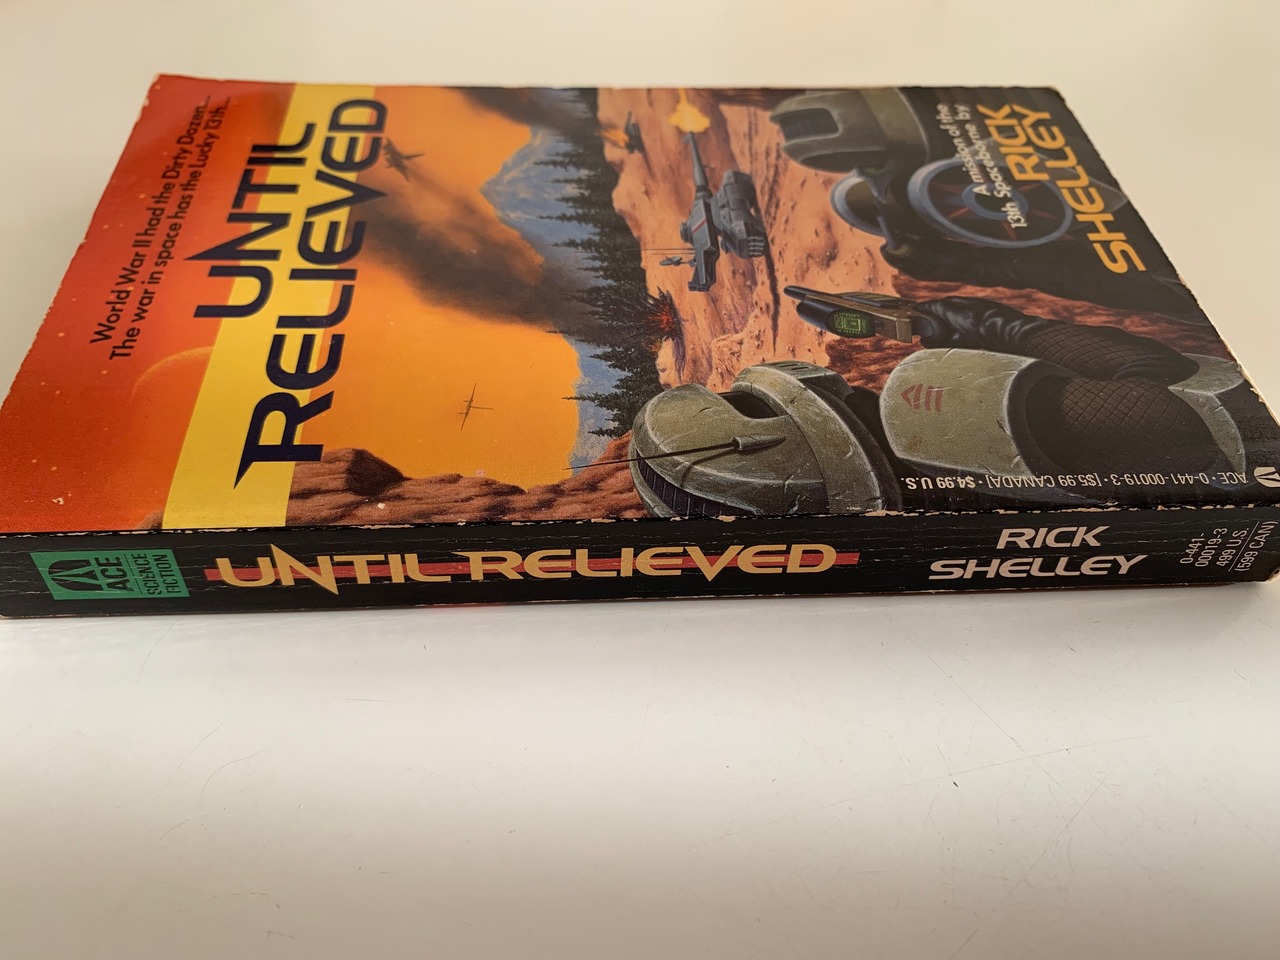 World War II had the Dirty Dozen...
The war in space has the Lucky 13th...
UNTIL
RELIEVED
A mission of the
13th Spaceborne by
RICK
SHELLEY
ACE • 0-441-00019-3 • [$5.99 CANADA] • $4.99 U.S.
ACE
SCIENCE
FICTION
UNTIL RELIEVED
RICK
SHELLEY
0-441-
00019-3
499 U.S.
(599 CAN)